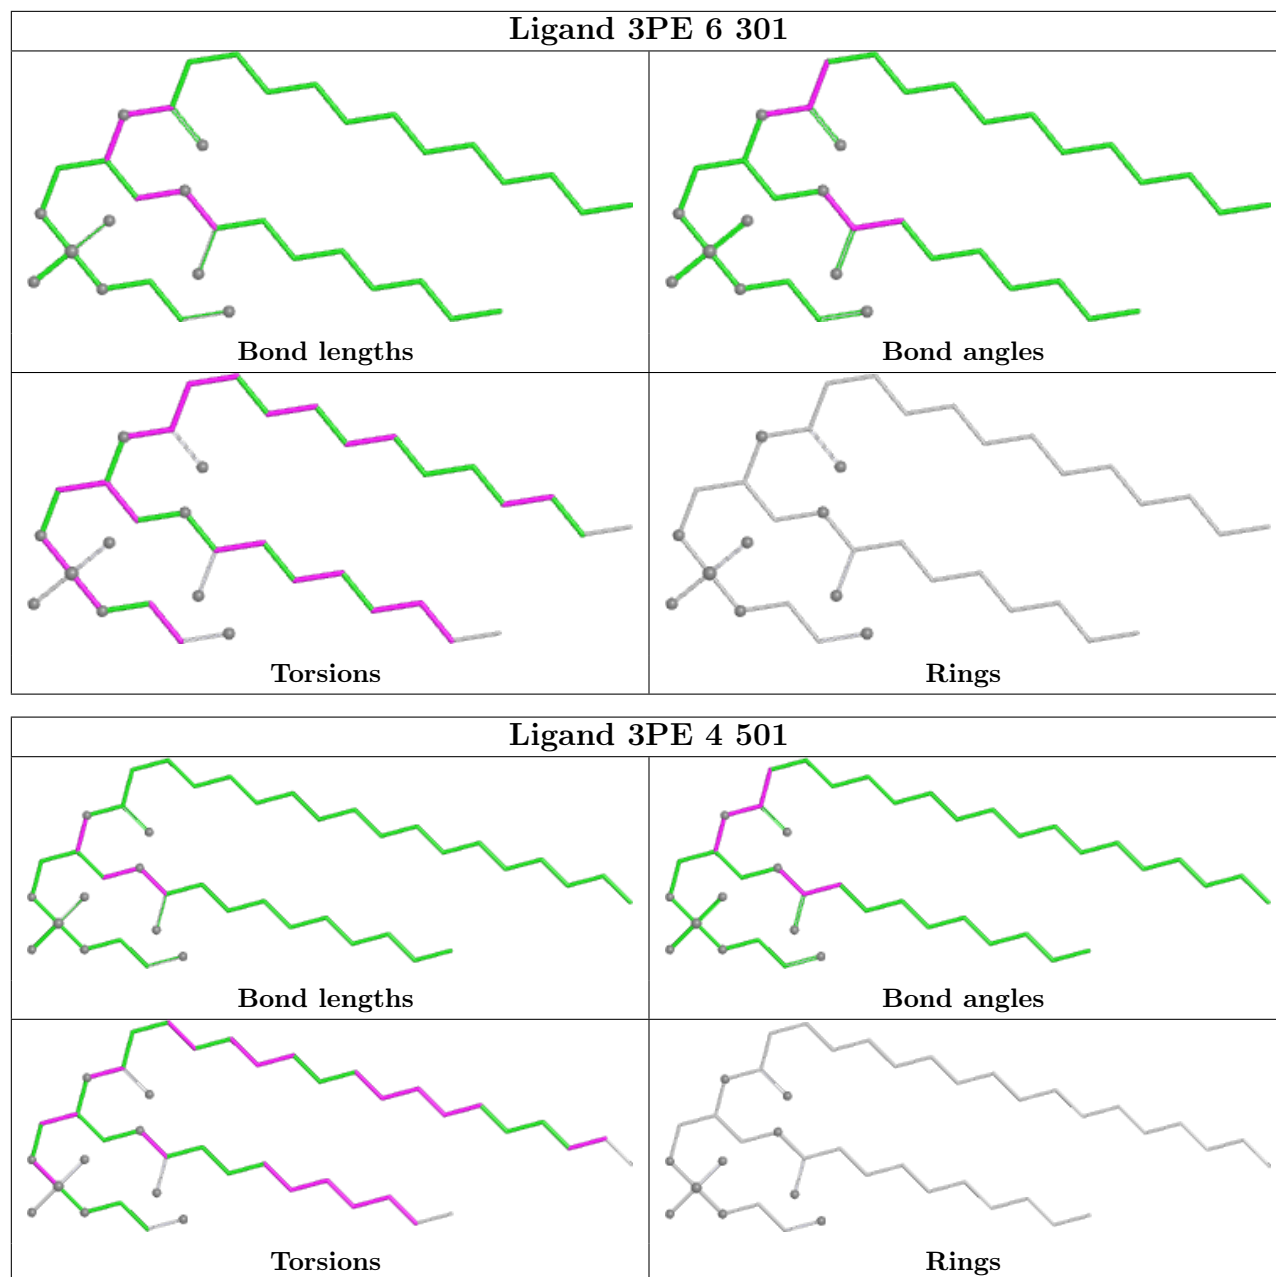 Ligand 3PE 6 301
Bond lengths
Bond angles
Torsions
Rings
Ligand 3PE 4 501
Bond lengths
Bond angles
Torsions
Rings